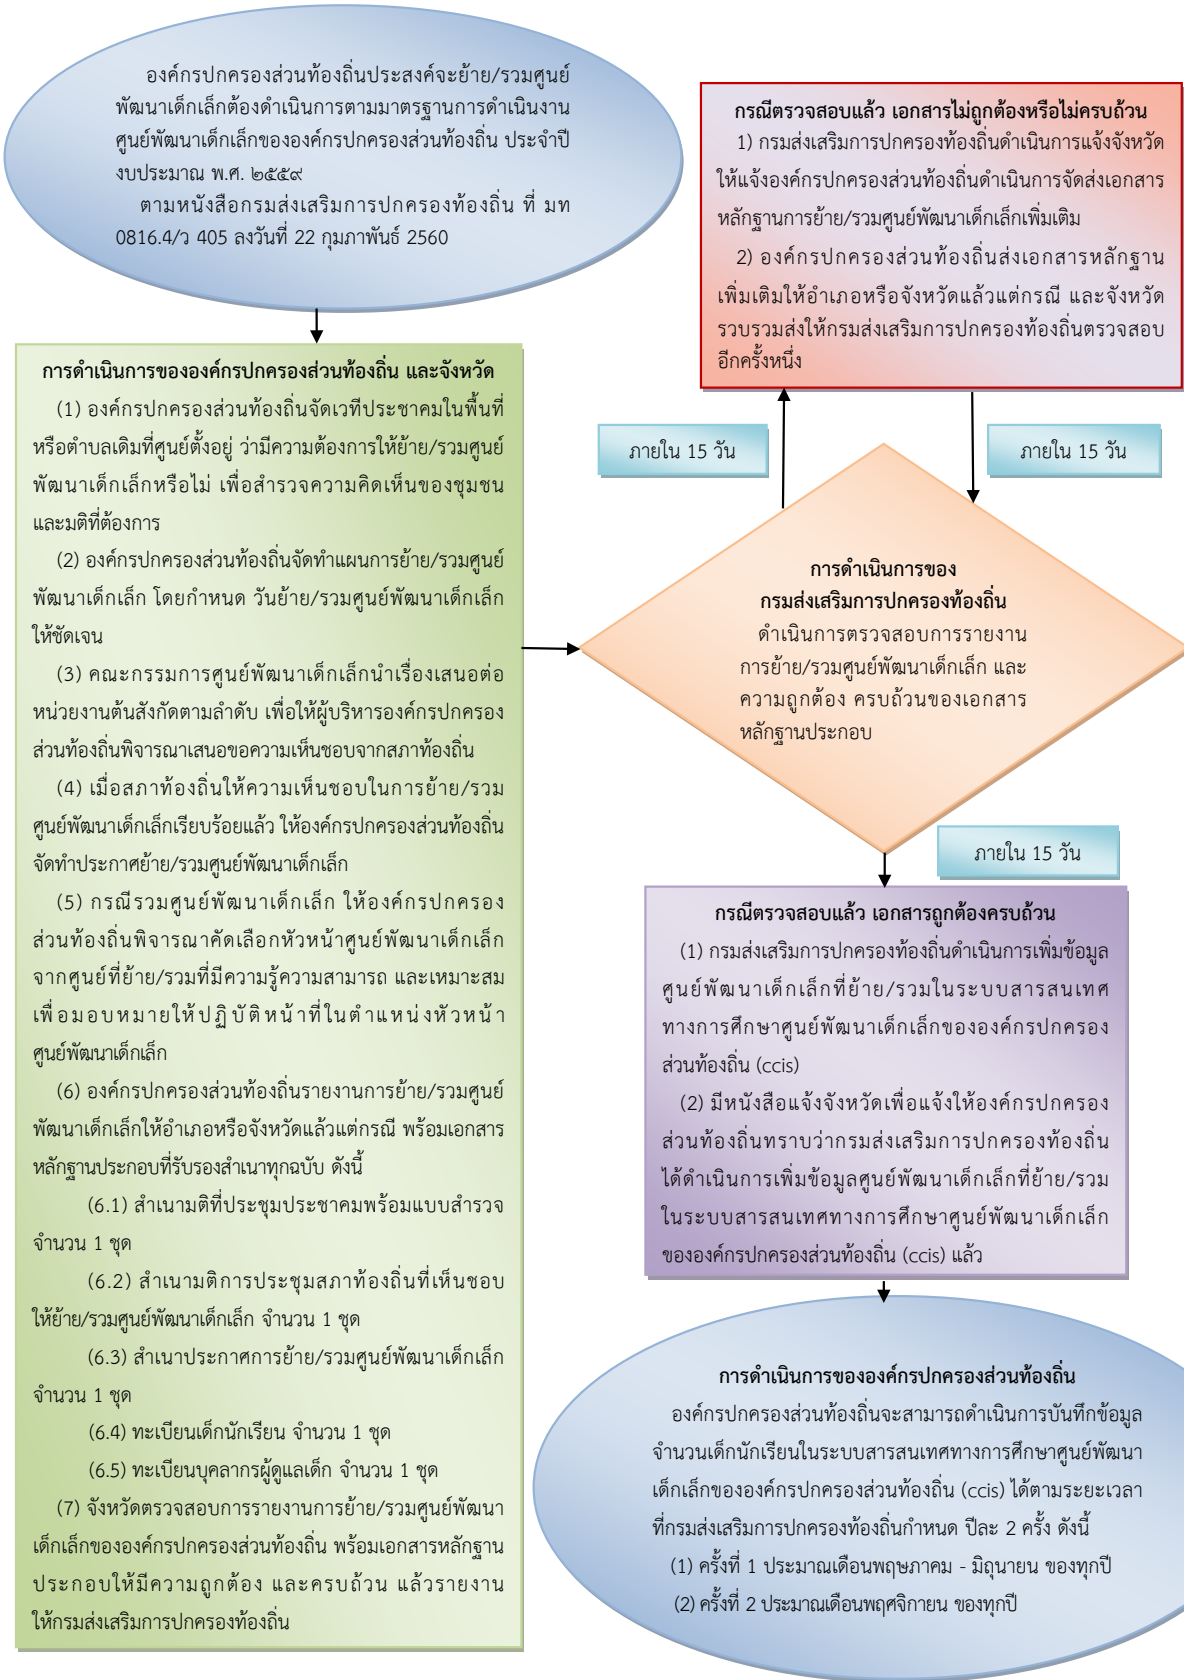 องค์กรปกครองส่วนท้องถิ่นประสงค์จะย้าย/รวมศูนย์
พัฒนาเด็กเล็กต้องดำเนินการตามมาตรฐานการดำเนินงาน
ศูนย์พัฒนาเด็กเล็กขององค์กรปกครองส่วนท้องถิ่น ประจำปี
งบประมาณ พ.ศ. ๒๕๕๙
ตามหนังสือกรมส่งเสริมการปกครองท้องถิ่น ที่ มท
0816.4/ว 405 ลงวันที่ 22 กุมภาพันธ์ 2560
การดำเนินการขององค์กรปกครองส่วนท้องถิ่น และจังหวัด
(1) องค์กรปกครองส่วนท้องถิ่นจัดเวทีประชาคมในพื้นที่
หรือตำบลเดิมที่ศูนย์ตั้งอยู่ ว่ามีความต้องการให้ย้าย/รวมศูนย์
พัฒนาเด็กเล็กหรือไม่ เพื่อสำรวจความคิดเห็นของชุมชน
และมติที่ต้องการ
(2) องค์กรปกครองส่วนท้องถิ่นจัดทำแผนการย้าย/รวมศูนย์
พัฒนาเด็กเล็ก โดยกำหนด วันย้าย/รวมศูนย์พัฒนาเด็กเล็ก
ให้ชัดเจน
(3) คณะกรรมการศูนย์พัฒนาเด็กเล็กนำเรื่องเสนอต่อ
หน่วยงานต้นสังกัดตามลำดับ เพื่อให้ผู้บริหารองค์กรปกครอง
ส่วนท้องถิ่นพิจารณาเสนอขอความเห็นชอบจากสภาท้องถิ่น
(4) เมื่อสภาท้องถิ่นให้ความเห็นชอบในการย้าย/รวม
ศูนย์พัฒนาเด็กเล็กเรียบร้อยแล้ว ให้องค์กรปกครองส่วนท้องถิ่น
จัดทำประกาศย้าย/รวมศูนย์พัฒนาเด็กเล็ก
(5) กรณีรวมศูนย์พัฒนาเด็กเล็ก ให้องค์กรปกครอง
ส่วนท้องถิ่นพิจารณาคัดเลือกหัวหน้าศูนย์พัฒนาเด็กเล็ก
จากศูนย์ที่ย้าย/รวมที่มีความรู้ความสามารถ และเหมาะสม
เพื่อมอบหมายให้ปฏิบัติหน้าที่ในตำแหน่งหัวหน้า
ศูนย์พัฒนาเด็กเล็ก
(6) องค์กรปกครองส่วนท้องถิ่นรายงานการย้าย/รวมศูนย์
พัฒนาเด็กเล็กให้อำเภอหรือจังหวัดแล้วแต่กรณี พร้อมเอกสาร
หลักฐานประกอบที่รับรองสำเนาทุกฉบับ ดังนี้
(6.1) สำเนามติที่ประชุมประชาคมพร้อมแบบสำรวจ
จำนวน 1 ชุด
(6.2) สำเนามติการประชุมสภาท้องถิ่นที่เห็นชอบ
ให้ย้าย/รวมศูนย์พัฒนาเด็กเล็ก จำนวน 1 ชุด
(6.3) สำเนาประกาศการย้าย/รวมศูนย์พัฒนาเด็กเล็ก
จำนวน 1 ชุด
(6.4) ทะเบียนเด็กนักเรียน จำนวน 1 ชุด
(6.5) ทะเบียนบุคลากรผู้ดูแลเด็ก จำนวน 1 ชุด
(7) จังหวัดตรวจสอบการรายงานการย้าย/รวมศูนย์พัฒนา
เด็กเล็กขององค์กรปกครองส่วนท้องถิ่น พร้อมเอกสารหลักฐาน
ประกอบให้มีความถูกต้อง และครบถ้วน แล้วรายงาน
ให้กรมส่งเสริมการปกครองท้องถิ่น
กรณีตรวจสอบแล้ว เอกสารไม่ถูกต้องหรือไม่ครบถ้วน
1) กรมส่งเสริมการปกครองท้องถิ่นดำเนินการแจ้งจังหวัด
ให้แจ้งองค์กรปกครองส่วนท้องถิ่นดำเนินการจัดส่งเอกสาร
หลักฐานการย้าย/รวมศูนย์พัฒนาเด็กเล็กเพิ่มเติม
2) องค์กรปกครองส่วนท้องถิ่นส่งเอกสารหลักฐาน
เพิ่มเติมให้อำเภอหรือจังหวัดแล้วแต่กรณี และจังหวัด
รวบรวมส่งให้กรมส่งเสริมการปกครองท้องถิ่นตรวจสอบ
อีกครั้งหนึ่ง
ภายใน 15 วัน
ภายใน 15 วัน
การดำเนินการของ
กรมส่งเสริมการปกครองท้องถิ่น
ดำเนินการตรวจสอบการรายงาน
การย้าย/รวมศูนย์พัฒนาเด็กเล็ก และ
ความถูกต้อง ครบถ้วนของเอกสาร
หลักฐานประกอบ
ภายใน 15 วัน
กรณีตรวจสอบแล้ว เอกสารถูกต้องครบถ้วน
(1) กรมส่งเสริมการปกครองท้องถิ่นดำเนินการเพิ่มข้อมูล
ศูนย์พัฒนาเด็กเล็กที่ย้าย/รวมในระบบสารสนเทศ
ทางการศึกษาศูนย์พัฒนาเด็กเล็กขององค์กรปกครอง
ส่วนท้องถิ่น (ccis)
(2) มีหนังสือแจ้งจังหวัดเพื่อแจ้งให้องค์กรปกครอง
ส่วนท้องถิ่นทราบว่ากรมส่งเสริมการปกครองท้องถิ่น
ได้ดำเนินการเพิ่มข้อมูลศูนย์พัฒนาเด็กเล็กที่ย้าย/รวม
ในระบบสารสนเทศทางการศึกษาศูนย์พัฒนาเด็กเล็ก
ขององค์กรปกครองส่วนท้องถิ่น (ccis) แล้ว
การดำเนินการขององค์กรปกครองส่วนท้องถิ่น
องค์กรปกครองส่วนท้องถิ่นจะสามารถดำเนินการบันทึกข้อมูล
จำนวนเด็กนักเรียนในระบบสารสนเทศทางการศึกษาศูนย์พัฒนา
เด็กเล็กขององค์กรปกครองส่วนท้องถิ่น (ccis) ได้ตามระยะเวลา
ที่กรมส่งเสริมการปกครองท้องถิ่นกำหนด ปีละ 2 ครั้ง ดังนี้
(1) ครั้งที่ 1 ประมาณเดือนพฤษภาคม - มิถุนายน ของทุกปี
(2) ครั้งที่ 2 ประมาณเดือนพฤศจิกายน ของทุกปี